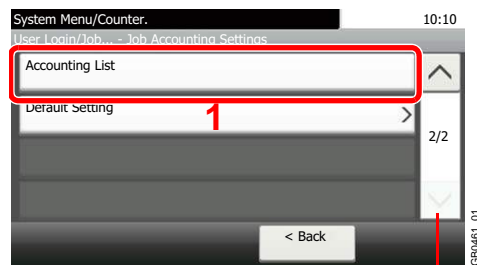 System Menu/Counter.
10:10
User Login/Job... - Job Accounting Settings
Accounting List
Default Setting
1
2/2
< Back
GB0461_01